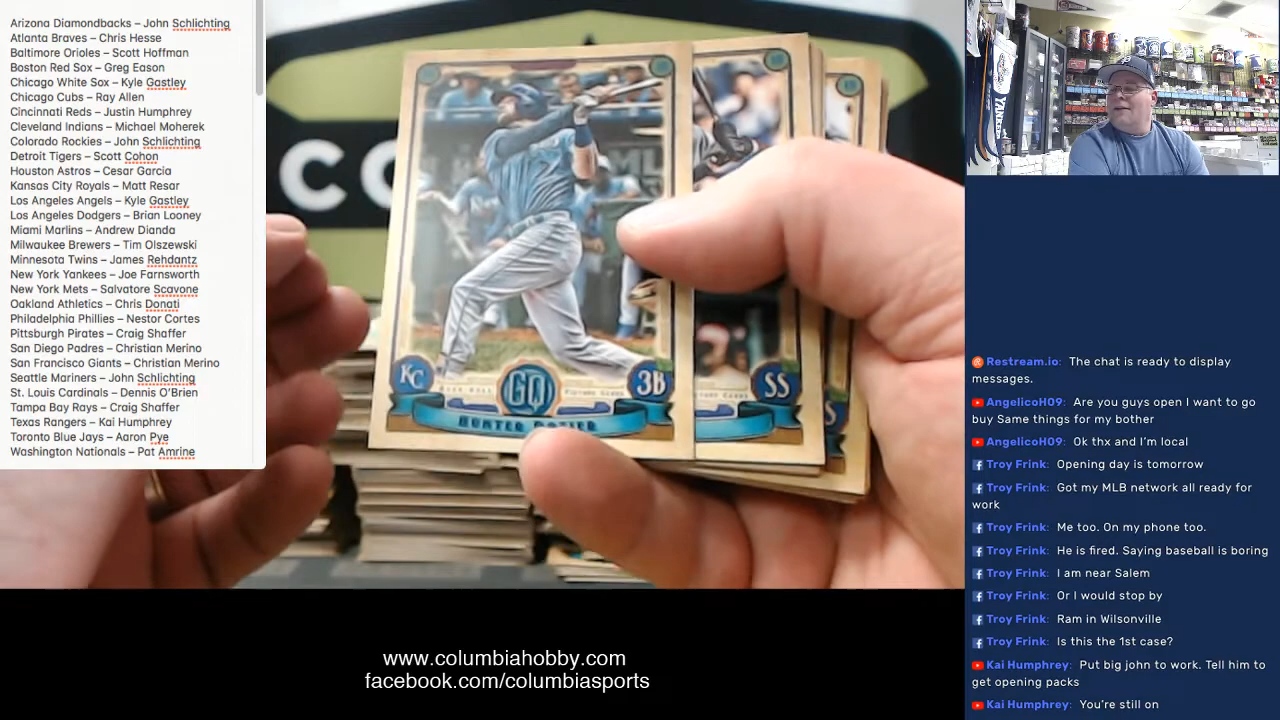 Arizona Diamondbacks – John Schlichting
Atlanta Braves – Chris Hesse
Baltimore Orioles – Scott Hoffman
Boston Red Sox – Greg Eason
Chicago White Sox – Kyle Gastley
Chicago Cubs – Ray Allen
Cincinnati Reds – Justin Humphrey
Cleveland Indians – Michael Moherek
Colorado Rockies – John Schlichting
Detroit Tigers – Scott Cohon
Houston Astros – Cesar Garcia
Kansas City Royals – Matt Resar
Los Angeles Angels – Kyle Gastley
Los Angeles Dodgers – Brian Looney
Miami Marlins – Andrew Dianda
Milwaukee Brewers – Tim Olszewski
Minnesota Twins – James Rehdantz
New York Yankees – Joe Farnsworth
New York Mets – Salvatore Scavone
Oakland Athletics – Chris Donati
Philadelphia Phillies – Nestor Cortes
Pittsburgh Pirates – Craig Shaffer
San Diego Padres – Christian Merino
San Francisco Giants – Christian Merino
Seattle Mariners – John Schlichting
St. Louis Cardinals – Dennis O'Brien
Tampa Bay Rays – Craig Shaffer
Texas Rangers – Kai Humphrey
Toronto Blue Jays – Aaron Pye
Washington Nationals – Pat Amrine
CO
KC
GQ
3B
SS
HUNTER DOZIER
www.columbiahobby.com
facebook.com/columbiasports
Restream.io: The chat is ready to display
messages.
AngelicoH09: Are you guys open I want to go
buy Same things for my bother
AngelicoH09: Ok thx and I'm local
Troy Frink: Opening day is tomorrow
Troy Frink: Got my MLB network all ready for
work
Troy Frink: Me too. On my phone too.
Troy Frink: He is fired. Saying baseball is boring
Troy Frink: I am near Salem
Troy Frink: Or I would stop by
Troy Frink: Ram in Wilsonville
Troy Frink: Is this the 1st case?
Kai Humphrey: Put big john to work. Tell him to
get opening packs
Kai Humphrey: You're still on